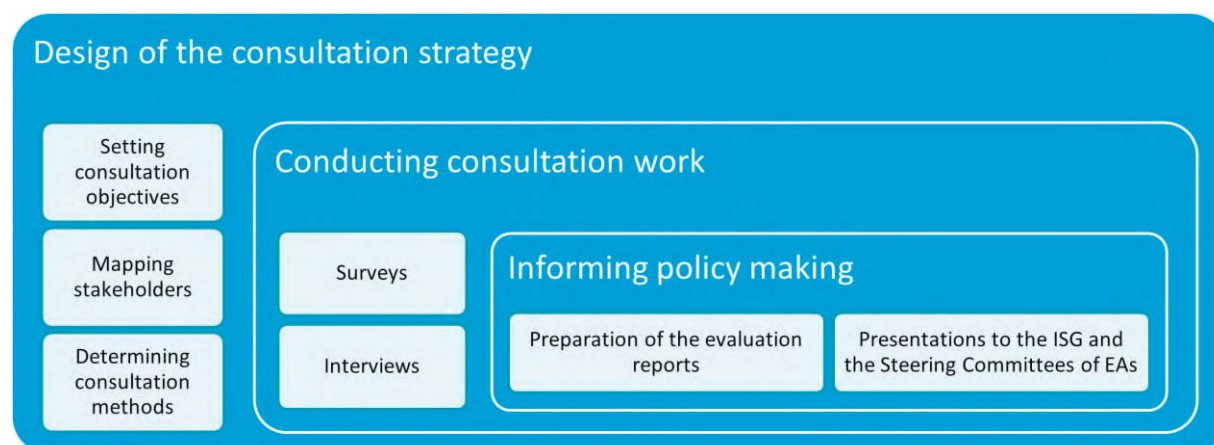 Design of the consultation strategy
Setting
consultation
objectives
Mapping
stakeholders
Determining
consultation
methods
Conducting consultation work
Surveys
Interviews
Informing policy making
Preparation of the evaluation
reports
Presentations to the ISG and
the Steering Committees of EAs